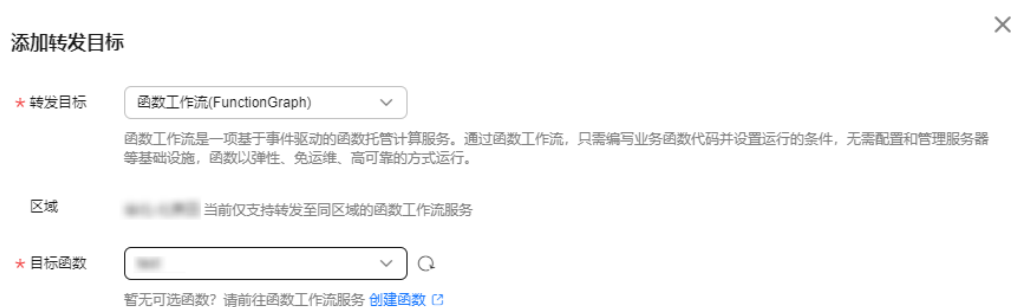 添加转发目标
* 转发目标 函数工作流(FunctionGraph)
函数工作流是一项基于事件驱动的函数托管计算服务。通过函数工作流，只需编写业务函数代码并设置运行的条件，无需配置和管理服务器
等基础设施，函数以弹性、免运维、高可靠的方式运行。
区域 当前仅支持转发至同区域的函数工作流服务
* 目标函数
暂无可选函数？请前往函数工作流服务 创建函数